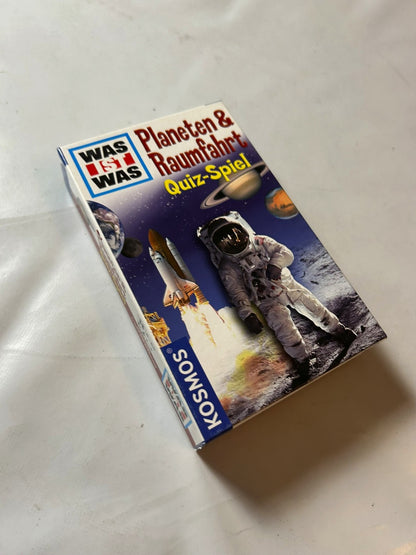 WAS
IST
WAS
Planeten &
Raumfahrt
Quiz-Spiel
KOSMOS